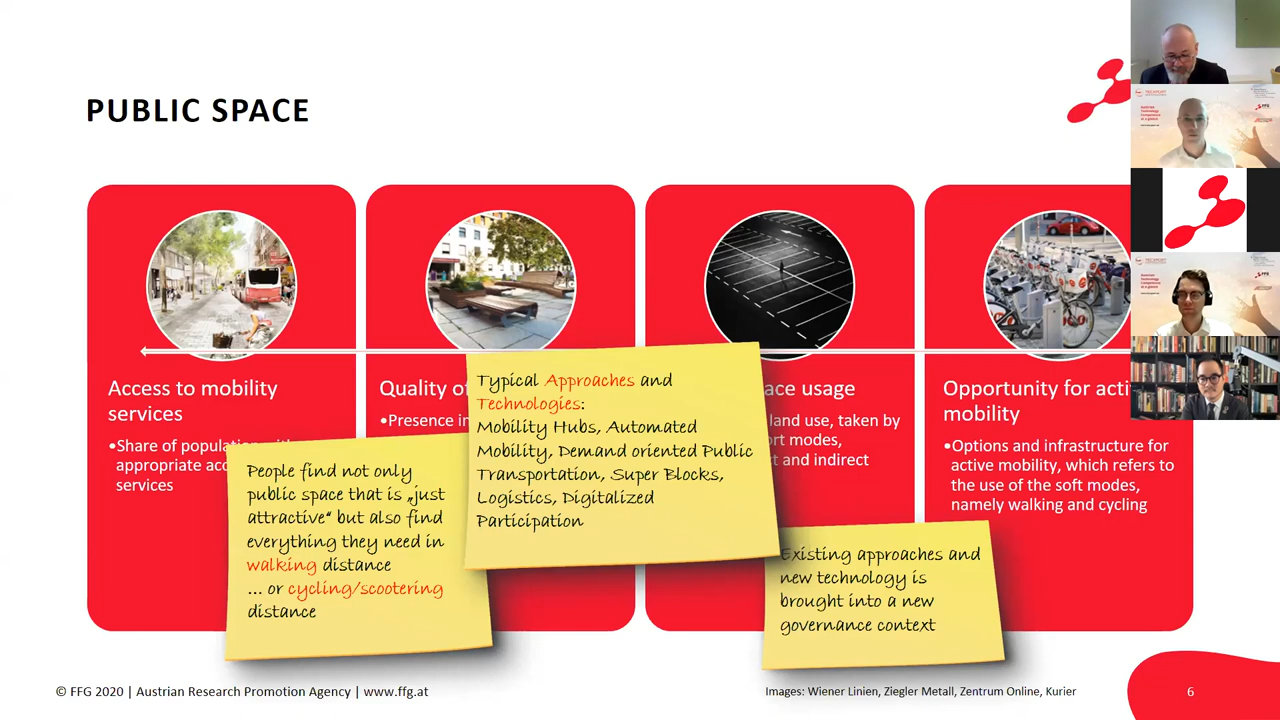 PUBLIC SPACE
Access to mobility
services
•Share of population with
appropriate
services
Quality of
•Presence
usage
land use, taken by
modes,
and indirect
Opportunity for
mobility
•Options and infrastructure for
active mobility, which refers to
the use of the soft modes,
namely walking and cycling
People find not only
public space that is „just
attractive“ but also find
everything they need in
walking distance
... or cycling/scootering
distance
Typical Approaches and
Technologies:
Mobility Hubs, Automated
Mobility, Demand oriented Public
Transportation, Super Blocks,
Logistics, Digitalized
Participation
Existing approaches and
new technology is
brought into a new
governance context
© FFG 2020 | Austrian Research Promotion Agency | www.ffg.at
Images: Wiener Linien, Ziegler Metall, Zentrum Online, Kurier
6